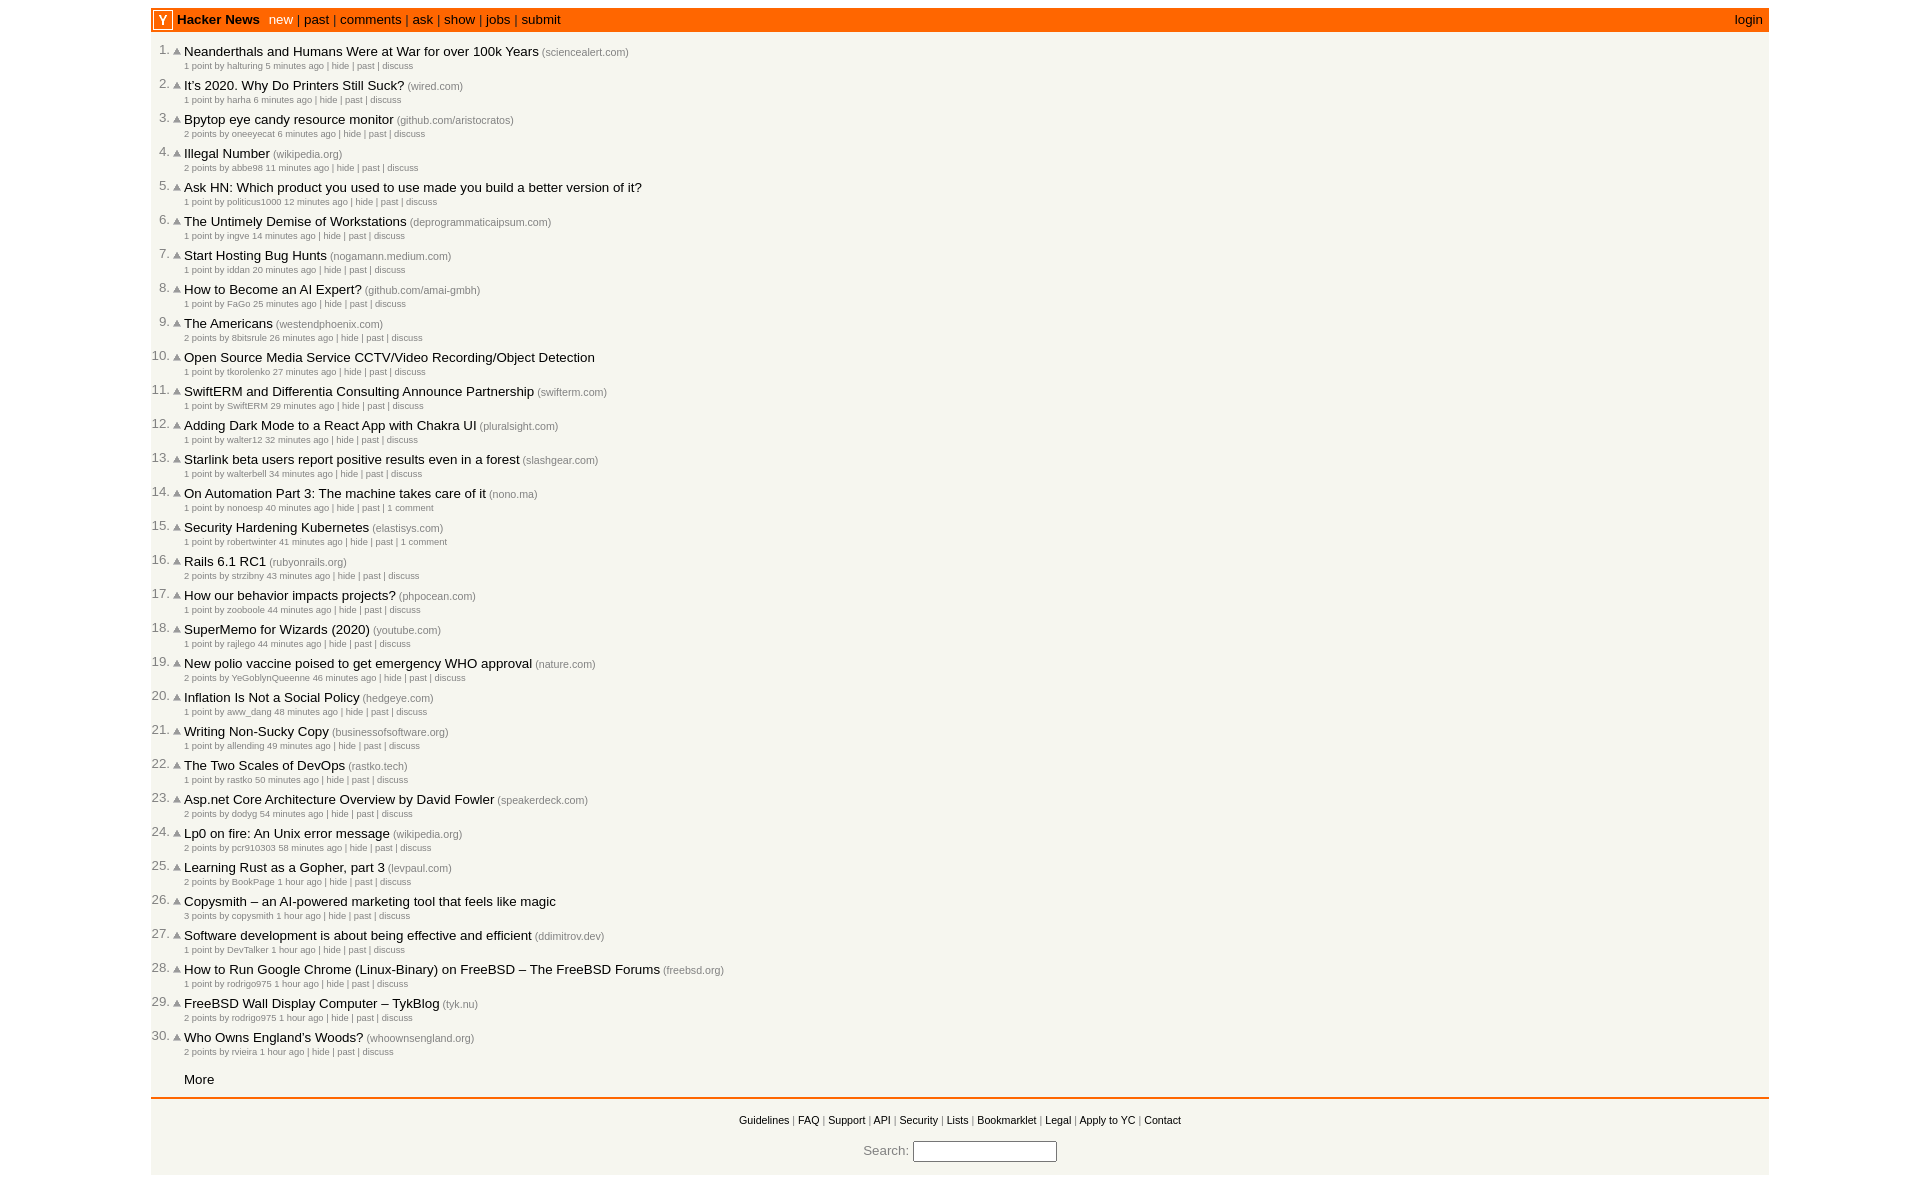 Y Hacker News new | past | comments | ask | show | jobs | submit login
1. Neanderthals and Humans Were at War for over 100k Years (sciencealert.com)
1 point by halturing 5 minutes ago | hide | past | discuss
2. It’s 2020. Why Do Printers Still Suck? (wired.com)
1 point by harha 6 minutes ago | hide | past | discuss
3. Bpytop eye candy resource monitor (github.com/aristocratos)
2 points by oneeyecat 6 minutes ago | hide | past | discuss
4. Illegal Number (wikipedia.org)
2 points by abbe98 11 minutes ago | hide | past | discuss
5. Ask HN: Which product you used to use made you build a better version of it?
1 point by politicus1000 12 minutes ago | hide | past | discuss
6. The Untimely Demise of Workstations (deprogrammaticaipsum.com)
1 point by ingve 14 minutes ago | hide | past | discuss
7. Start Hosting Bug Hunts (nogamann.medium.com)
1 point by iddan 20 minutes ago | hide | past | discuss
8. How to Become an AI Expert? (github.com/amai-gmbh)
1 point by FaGo 25 minutes ago | hide | past | discuss
9. The Americans (westendphoenix.com)
2 points by 8bitsrule 26 minutes ago | hide | past | discuss
10. Open Source Media Service CCTV/Video Recording/Object Detection
1 point by tkorolenko 27 minutes ago | hide | past | discuss
11. SwiftERM and Differentia Consulting Announce Partnership (swifterm.com)
1 point by SwiftERM 29 minutes ago | hide | past | discuss
12. Adding Dark Mode to a React App with Chakra UI (pluralsight.com)
1 point by walter12 32 minutes ago | hide | past | discuss
13. Starlink beta users report positive results even in a forest (slashgear.com)
1 point by walterbell 34 minutes ago | hide | past | discuss
14. On Automation Part 3: The machine takes care of it (nono.ma)
1 point by nonoesp 40 minutes ago | hide | past | 1 comment
15. Security Hardening Kubernetes (elastisys.com)
1 point by robertwinter 41 minutes ago | hide | past | 1 comment
16. Rails 6.1 RC1 (rubyonrails.org)
2 points by strzibny 43 minutes ago | hide | past | discuss
17. How our behavior impacts projects? (phpocean.com)
1 point by zooboole 44 minutes ago | hide | past | discuss
18. SuperMemo for Wizards (2020) (youtube.com)
1 point by rajlego 44 minutes ago | hide | past | discuss
19. New polio vaccine poised to get emergency WHO approval (nature.com)
2 points by YeGoblynQueenne 46 minutes ago | hide | past | discuss
20. Inflation Is Not a Social Policy (hedgeye.com)
1 point by aww_dang 48 minutes ago | hide | past | discuss
21. Writing Non-Sucky Copy (businessofsoftware.org)
1 point by allending 49 minutes ago | hide | past | discuss
22. The Two Scales of DevOps (rastko.tech)
1 point by rastko 50 minutes ago | hide | past | discuss
23. Asp.net Core Architecture Overview by David Fowler (speakerdeck.com)
2 points by dodyg 54 minutes ago | hide | past | discuss
24. Lp0 on fire: An Unix error message (wikipedia.org)
2 points by pcr910303 58 minutes ago | hide | past | discuss
25. Learning Rust as a Gopher, part 3 (levpaul.com)
2 points by BookPage 1 hour ago | hide | past | discuss
26. Copysmith – an AI-powered marketing tool that feels like magic
3 points by copysmith 1 hour ago | hide | past | discuss
27. Software development is about being effective and efficient (ddimitrov.dev)
1 point by DevTalker 1 hour ago | hide | past | discuss
28. How to Run Google Chrome (Linux-Binary) on FreeBSD – The FreeBSD Forums (freebsd.org)
1 point by rodrigo975 1 hour ago | hide | past | discuss
29. FreeBSD Wall Display Computer – TykBlog (tyk.nu)
2 points by rodrigo975 1 hour ago | hide | past | discuss
30. Who Owns England’s Woods? (whoownsengland.org)
2 points by rvieira 1 hour ago | hide | past | discuss
More
Guidelines | FAQ | Support | API | Security | Lists | Bookmarklet | Legal | Apply to YC | Contact
Search: